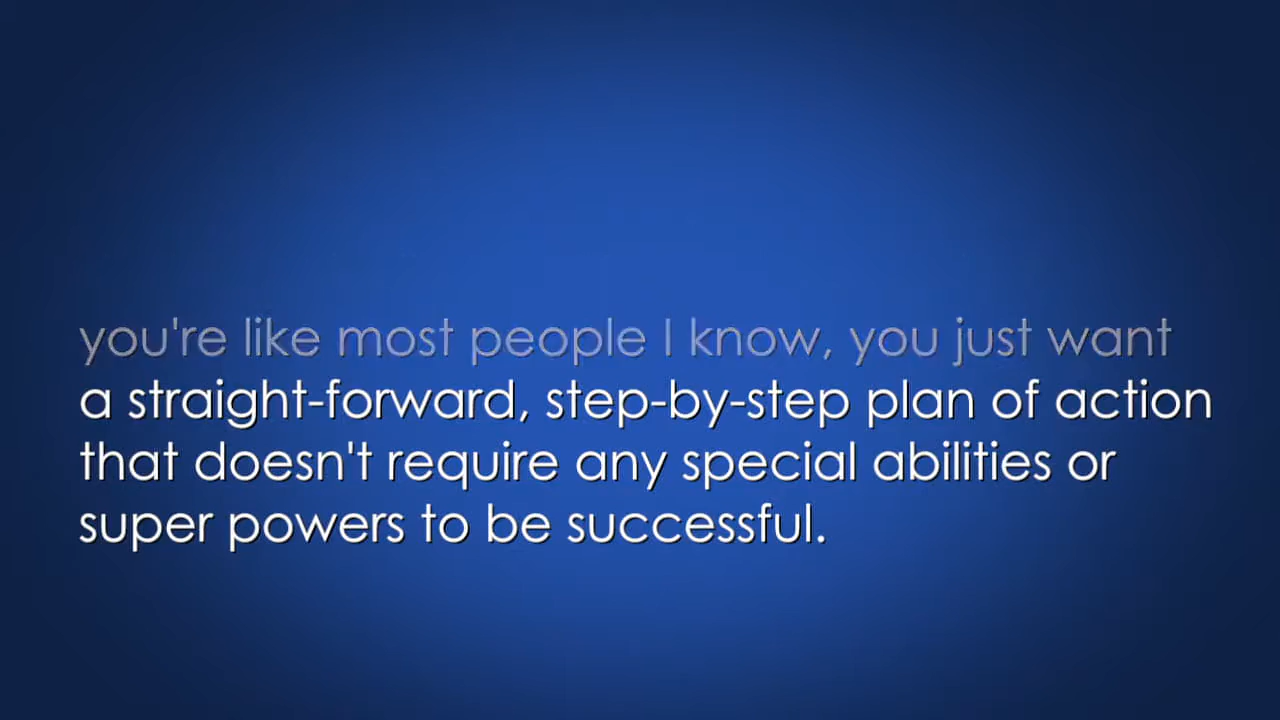 you're like most people I know, you just want
a straight-forward, step-by-step plan of action
that doesn't require any special abilities or
super powers to be successful.